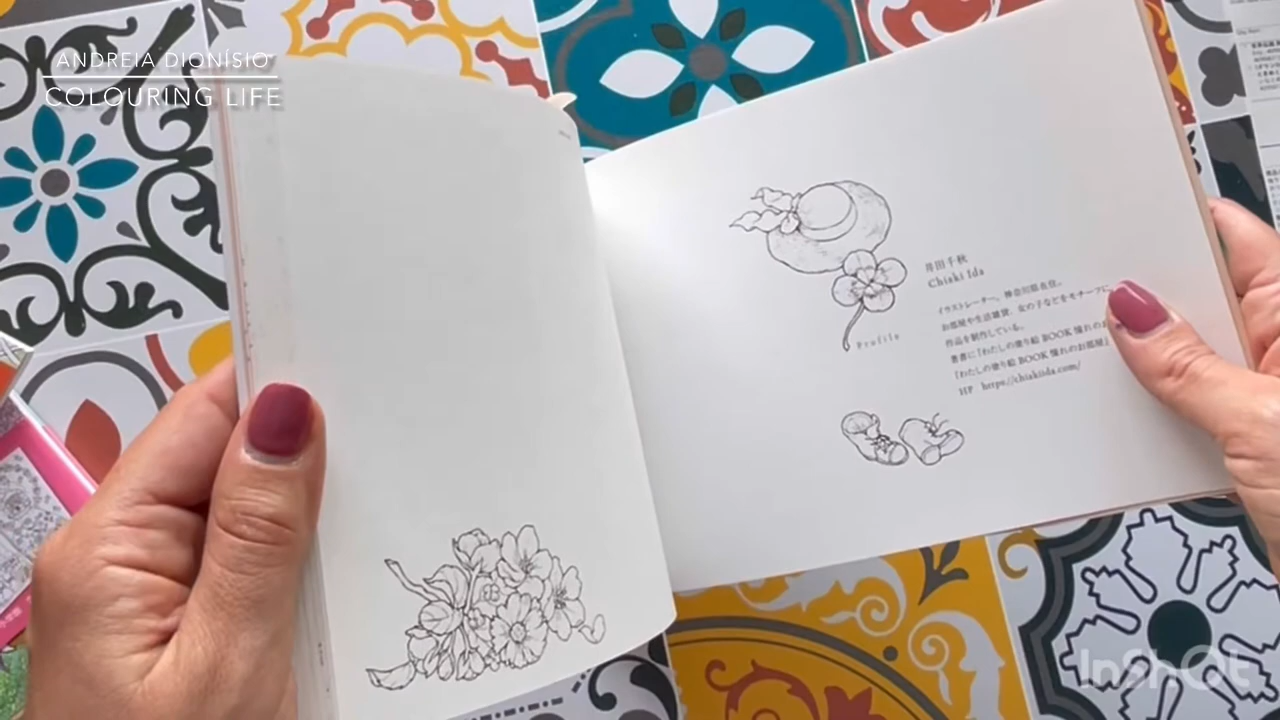 ANDREIA DIONÍSIO
COLOURING LIFE
井田千秋
Chiaki Ida
イラストレーター。神奈川県在住。
お部屋や生活雑貨、女の子などをモチーフに
作品を制作している。
著書に『わたしの塗り絵 BOOK 憧れのお
『わたしの塗り絵 BOOK 憧れのお部屋』
HP https://chiakiida.com/
Profile
InShOt